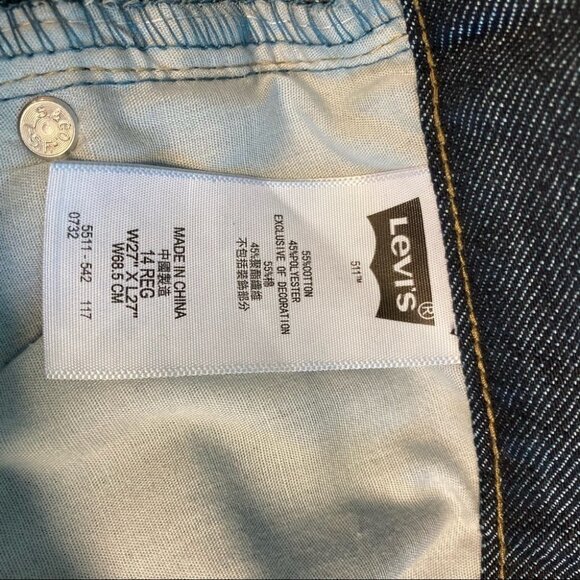 LEVI'S®
511™
55%COTTON
45%POLYESTER
EXCLUSIVE OF DECORATION
55%棉
45%聚酯纖維
不包括裝飾部分
MADE IN CHINA
中國製造
14 REG
W27" X L27"
W68.5 CM
5511 - 542 117
0732